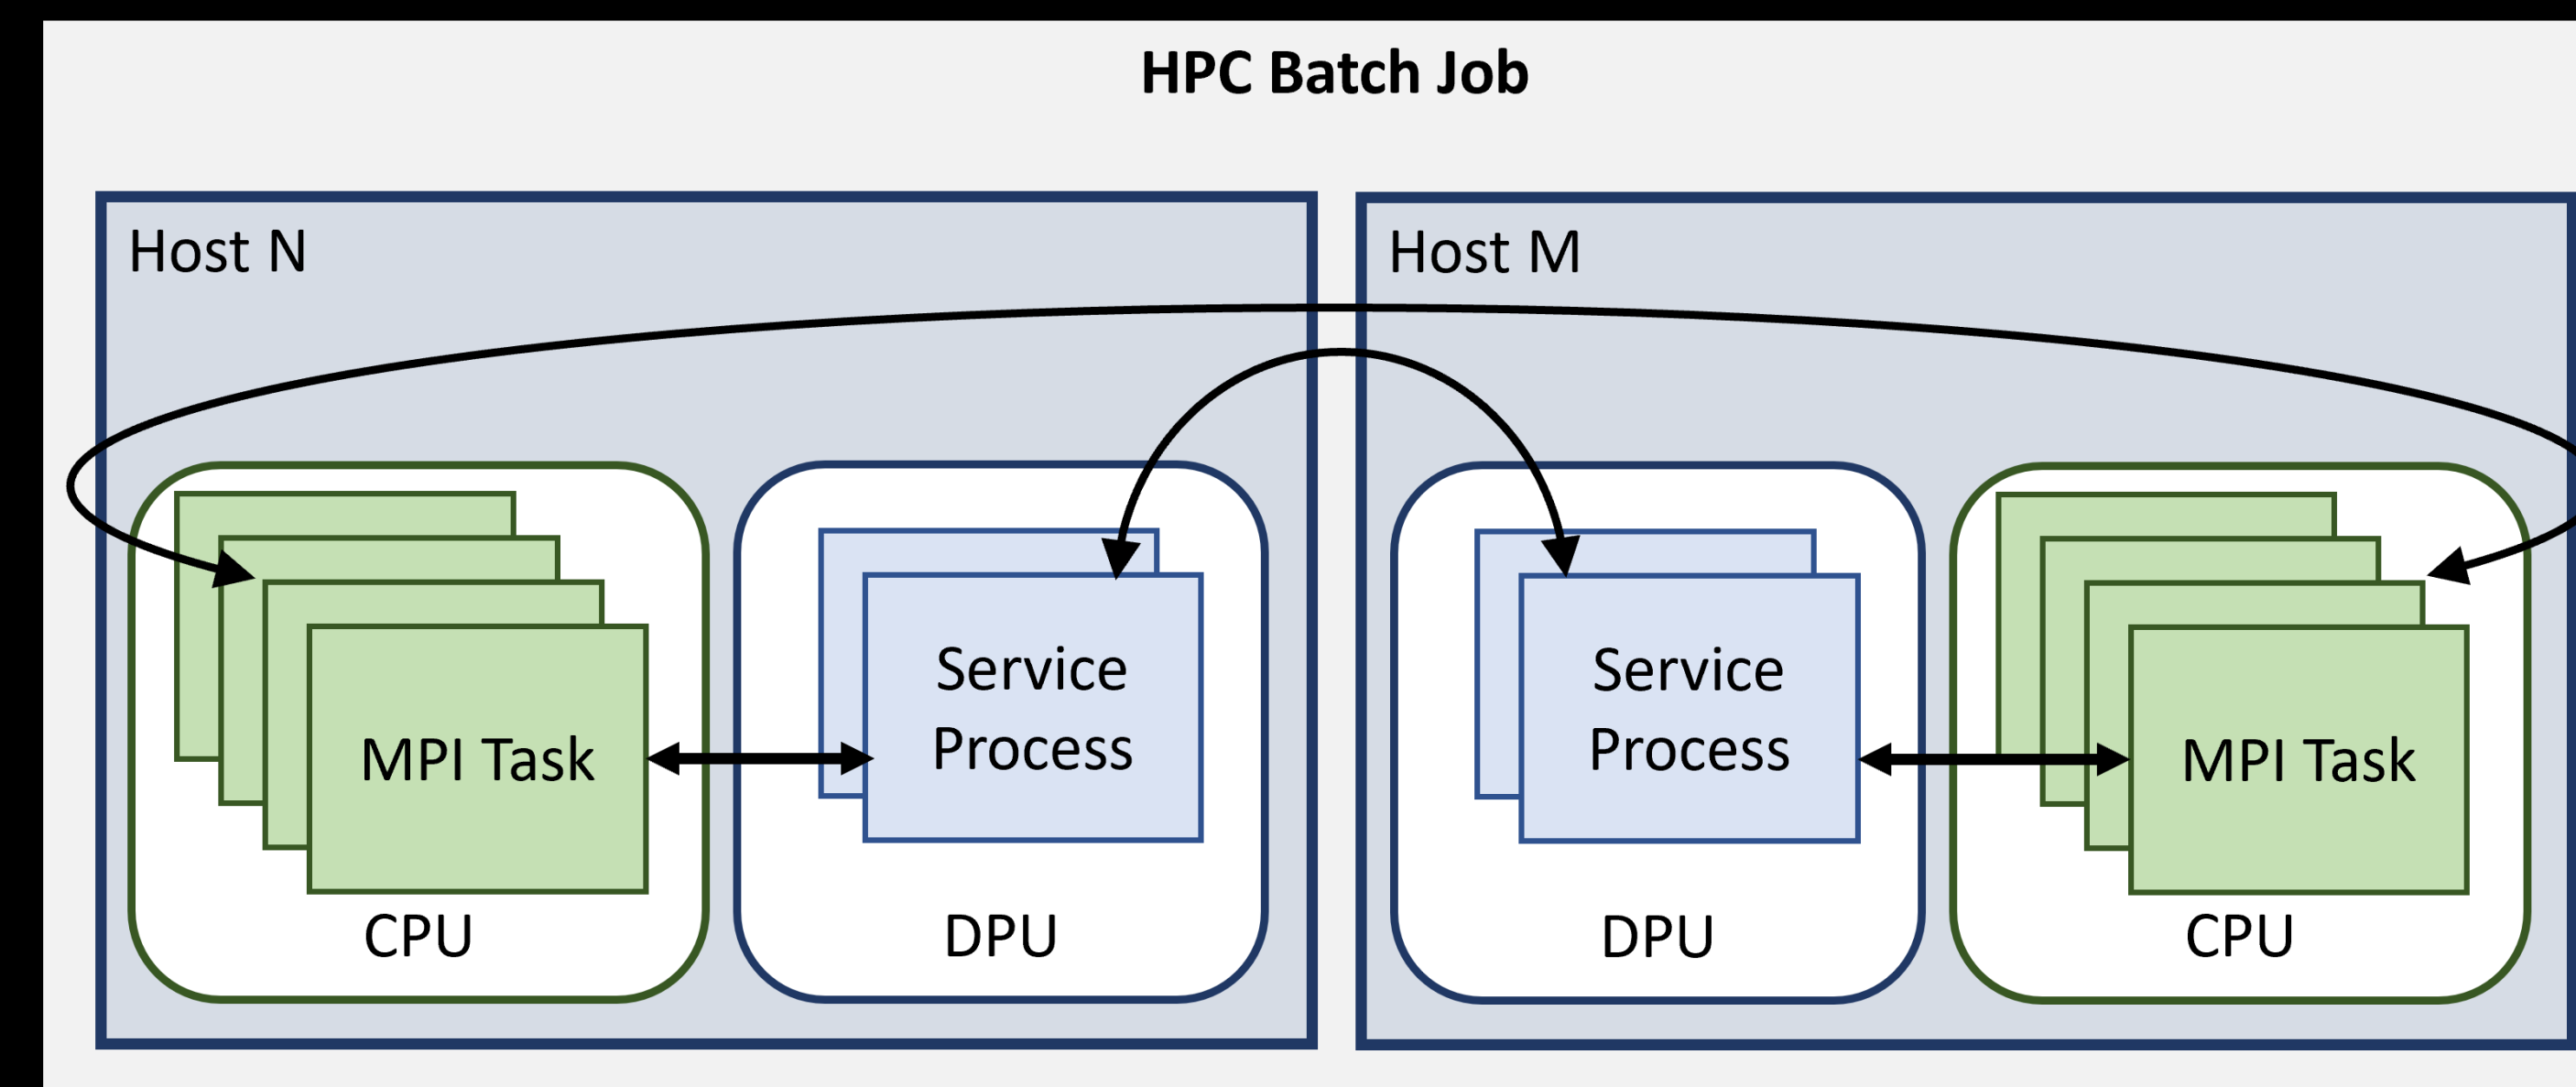 HPC Batch Job
Host N
Host M
MPI Task
CPU
Service
Process
DPU
Service
Process
DPU
MPI Task
CPU